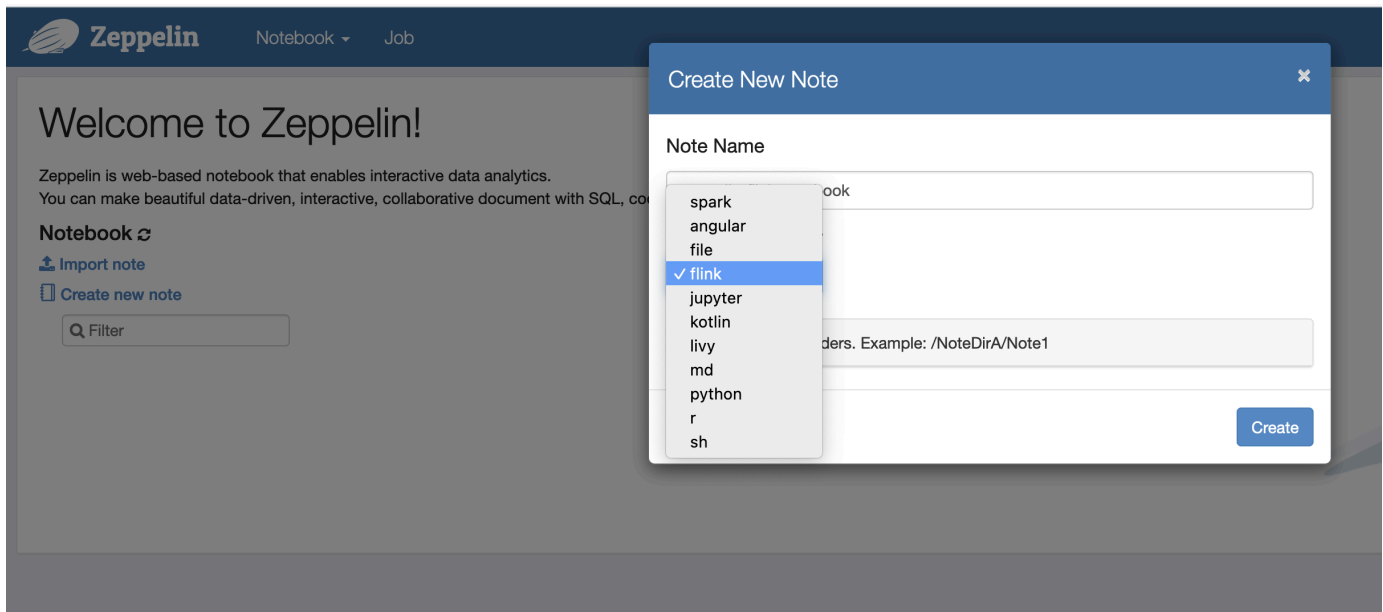 Zeppelin Notebook Job
Welcome to Zeppelin!
Zeppelin is web-based notebook that enables interactive data analytics.
You can make beautiful data-driven, interactive, collaborative document with SQL,
Notebook
Import note
Create new note
Filter
Create New Note ×
Note Name
ook
spark
angular
file
✓ flink
jupyter
kotlin
livy
md
python
r
sh
ders. Example: /NoteDirA/Note1
Create